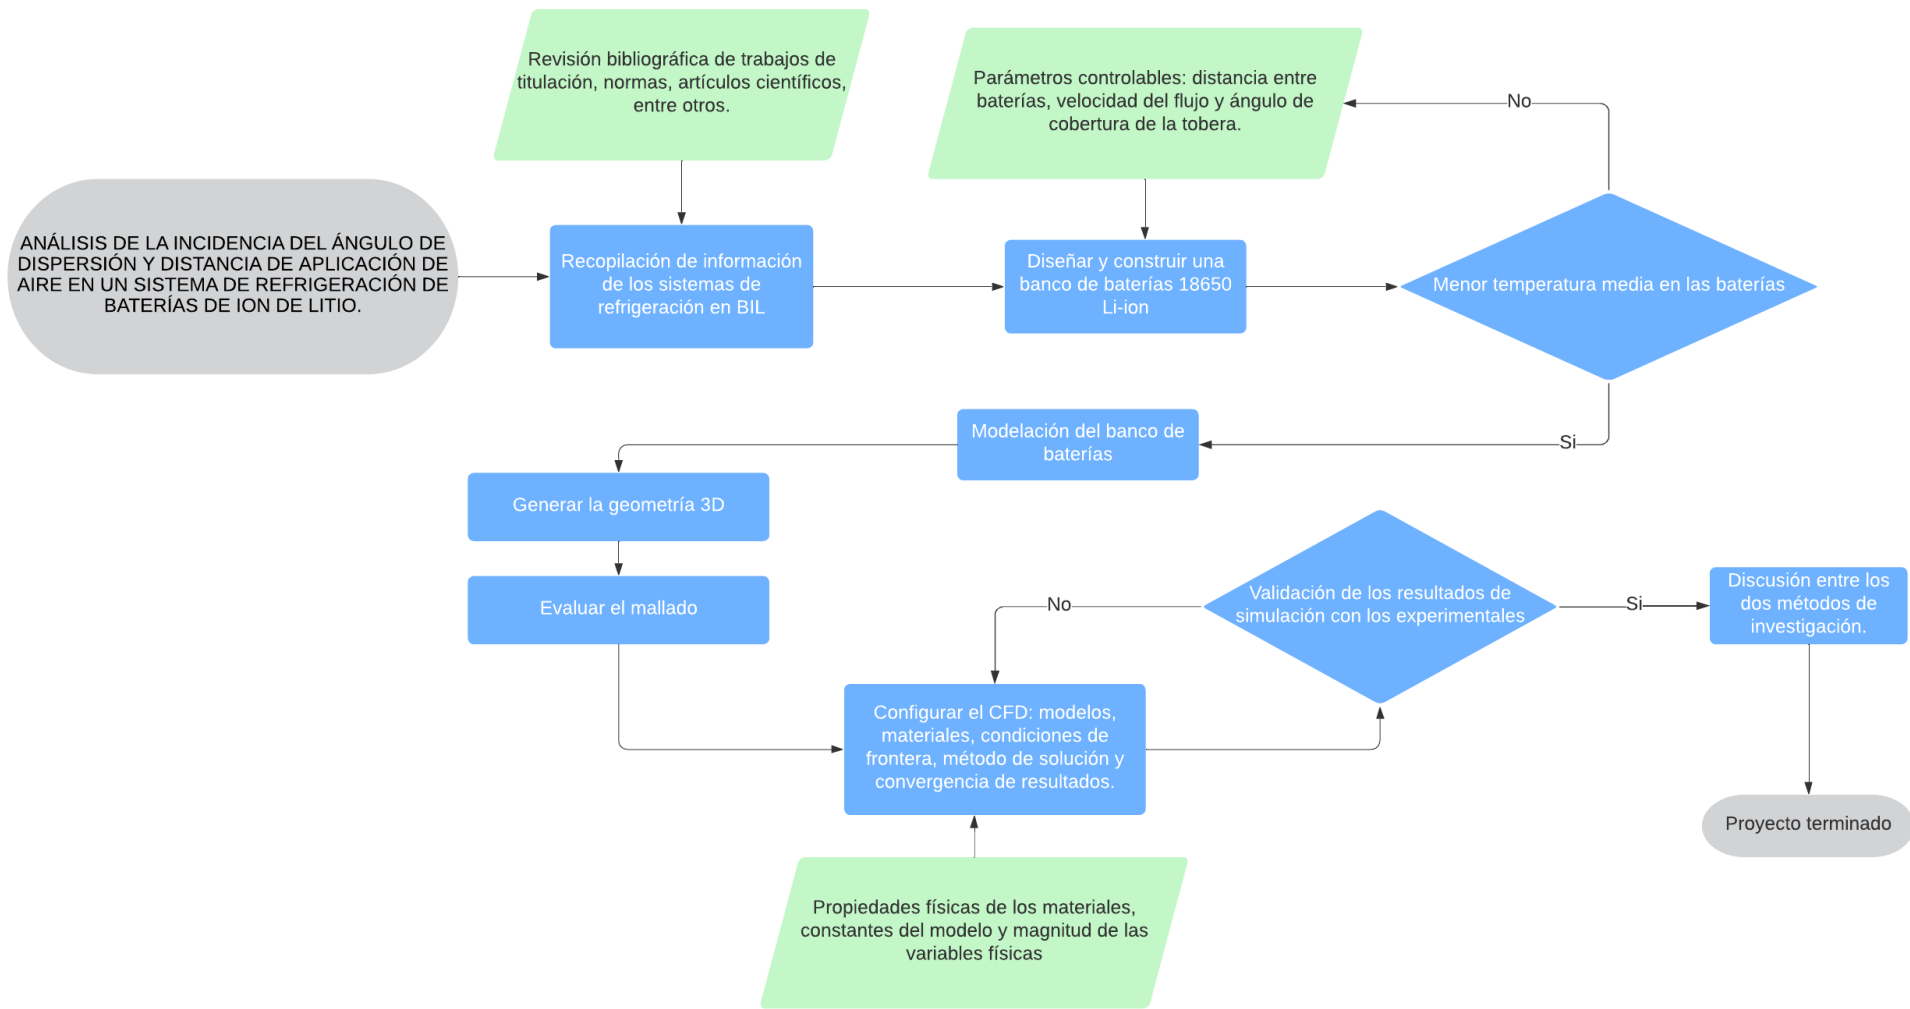 Revisión bibliográfica de trabajos de
titulación, normas, artículos científicos,
entre otros.
Parámetros controlables: distancia entre
baterías, velocidad del flujo y ángulo de
cobertura de la tobera.
No
ANÁLISIS DE LA INCIDENCIA DEL ÁNGULO DE
DISPERSIÓN Y DISTANCIA DE APLICACIÓN DE
AIRE EN UN SISTEMA DE REFRIGERACIÓN DE
BATERÍAS DE ION DE LITIO.
Recopilación de información
de los sistemas de
refrigeración en BIL
Diseñar y construir una
banco de baterías 18650
Li-ion
Menor temperatura media en las baterías
Si
Modelación del banco de
baterías
Generar la geometría 3D
Evaluar el mallado
No
Validación de los resultados de
simulación con los experimentales
Si
Discusión entre los
dos métodos de
investigación.
Configurar el CFD: modelos,
materiales, condiciones de
frontera, método de solución y
convergencia de resultados.
Proyecto terminado
Propiedades físicas de los materiales,
constantes del modelo y magnitud de las
variables físicas